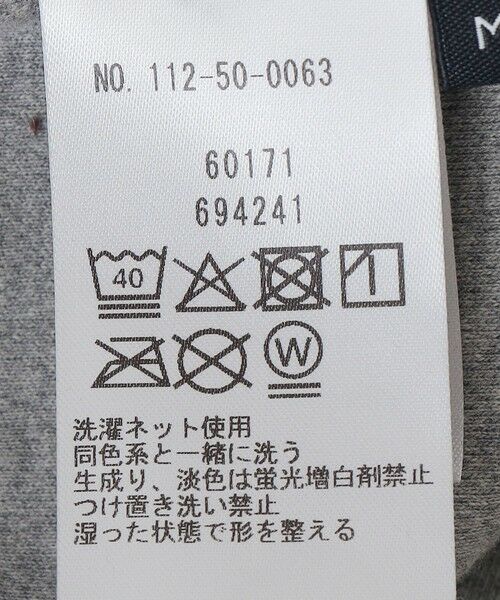 NO. 112-50-0063
60171
694241
40
W
洗濯ネット使用
同色系と一緒に洗う
生成り、淡色は蛍光増白剤禁止
つけ置き洗い禁止
湿った状態で形を整える